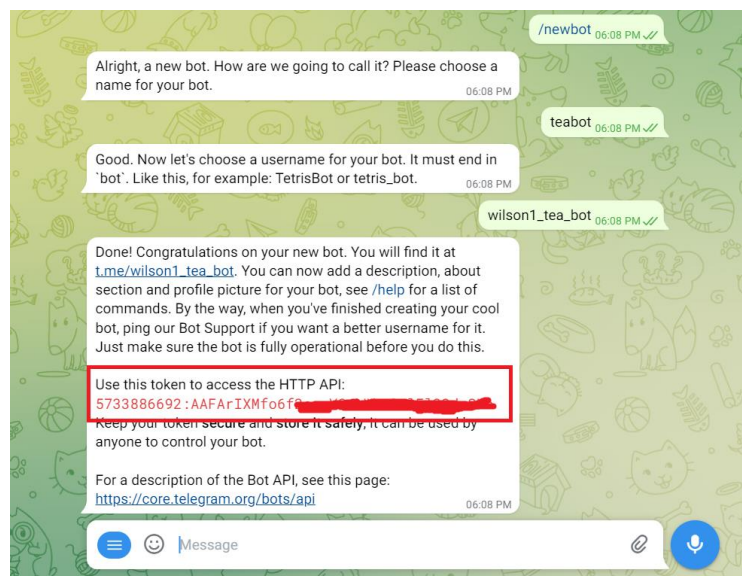 /newbot 06:08 PM
Alright, a new bot. How are we going to call it? Please choose a
name for your bot.
06:08 PM
teabot 06:08 PM
Good. Now let's choose a username for your bot. It must end in
`bot`. Like this, for example: TetrisBot or tetris_bot.
06:08 PM
wilson1_tea_bot 06:08 PM
Done! Congratulations on your new bot. You will find it at
t.me/wilson1_tea_bot. You can now add a description, about
section and profile picture for your bot, see /help for a list of
commands. By the way, when you've finished creating your cool
bot, ping our Bot Support if you want a better username for it.
Just make sure the bot is fully operational before you do this.
Use this token to access the HTTP API:
5733886692:AAFArIXMfo6f
Keep your token secure and store it safely, it can be used by
anyone to control your bot.
For a description of the Bot API, see this page:
https://core.telegram.org/bots/api
06:08 PM
Message